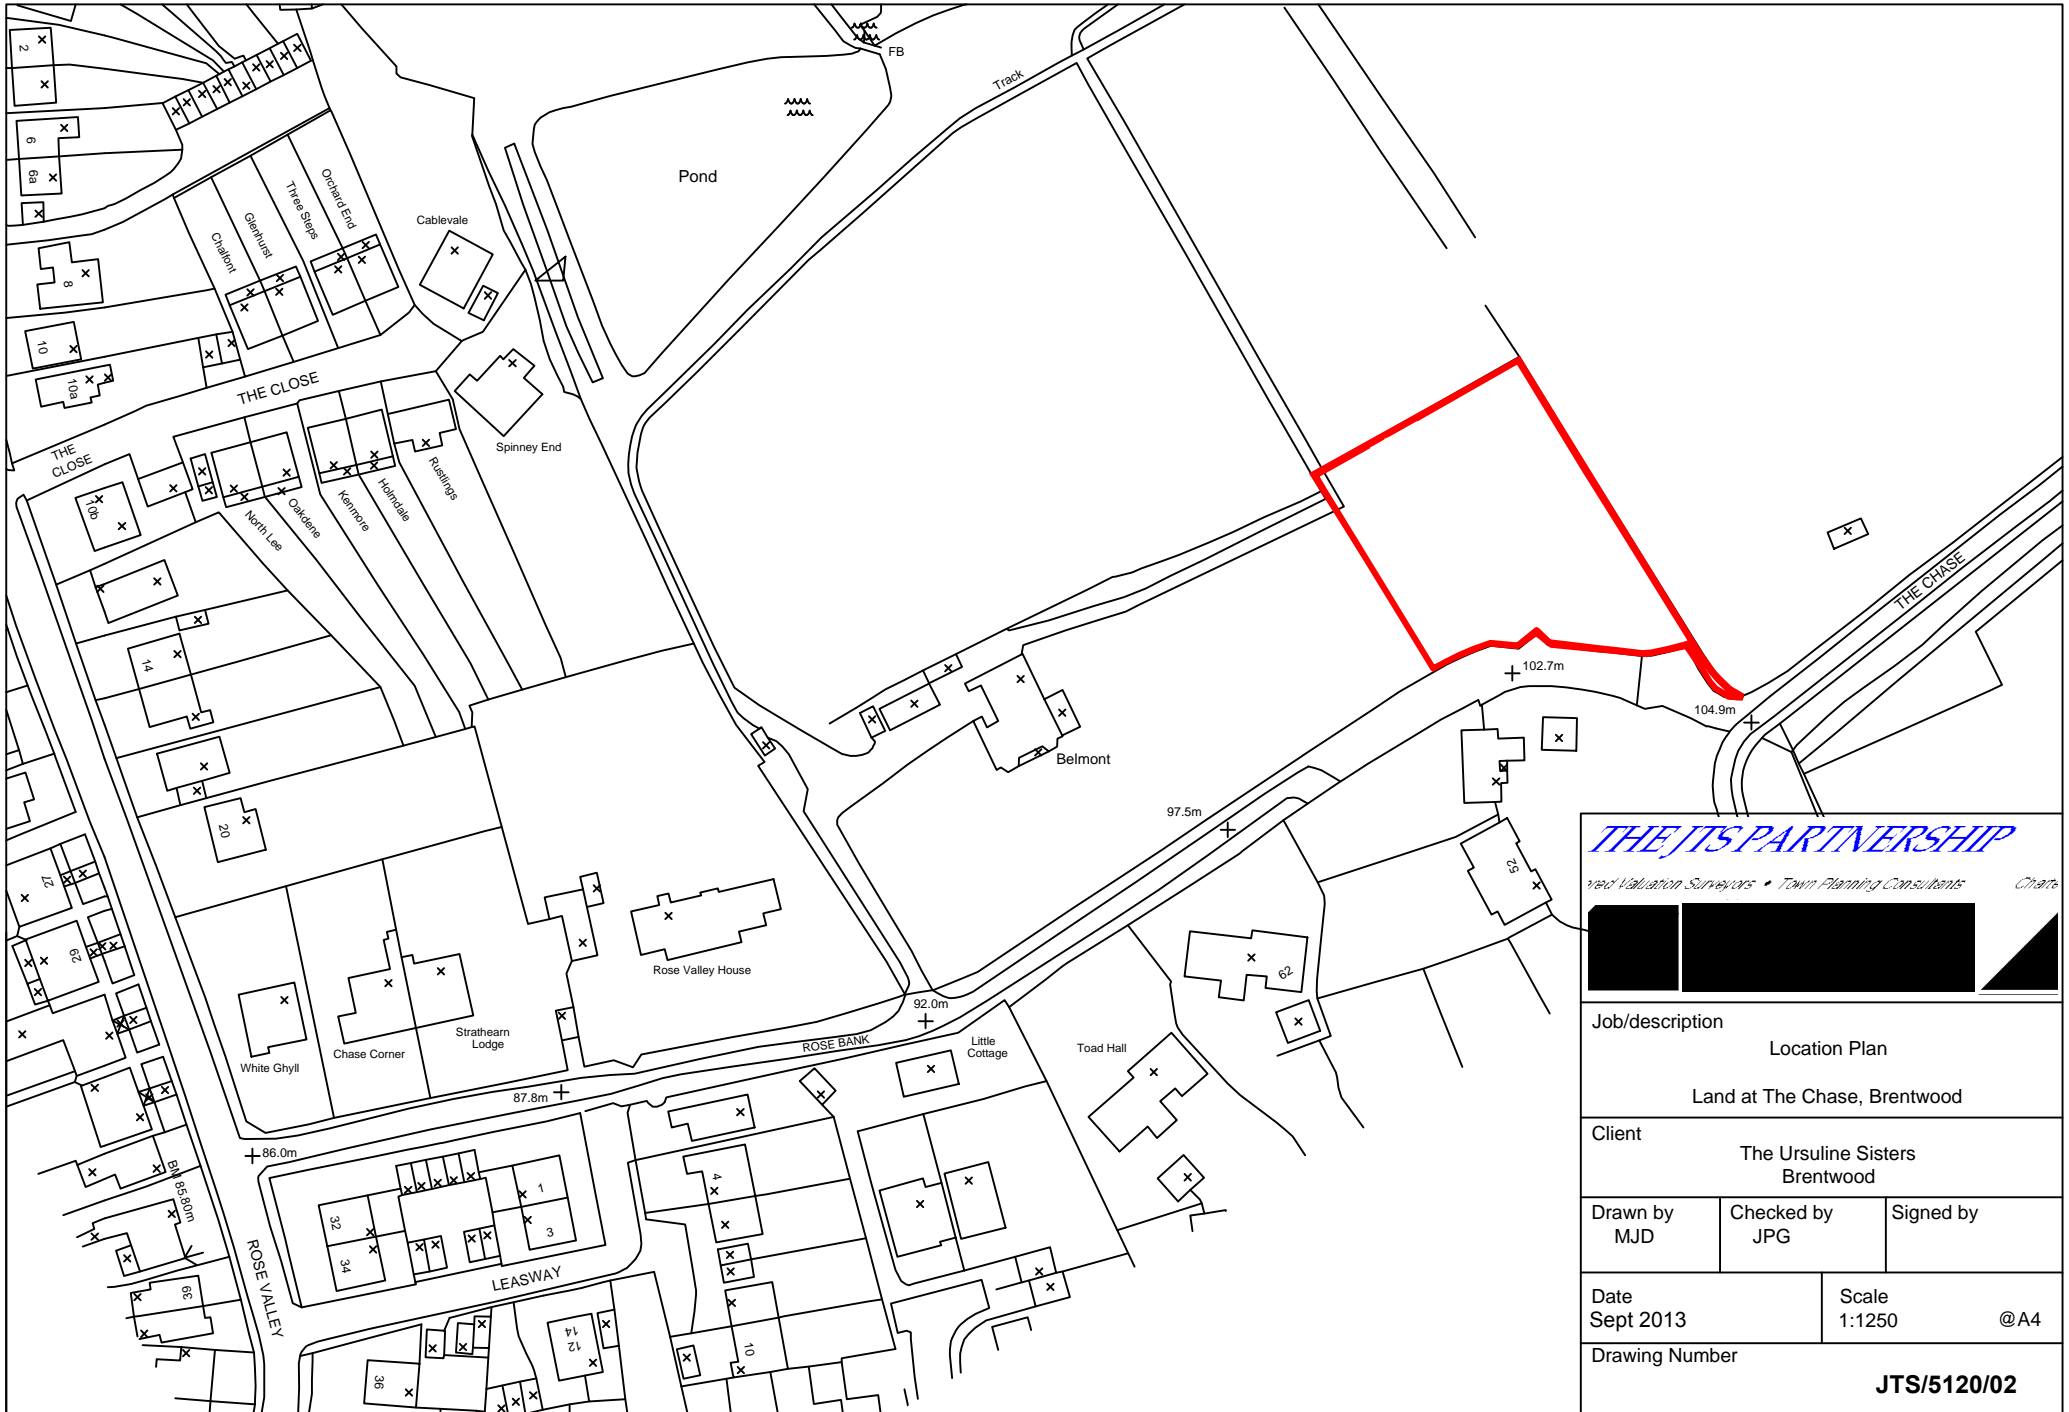 2
FB
Track
6
6a
Pond
Orchard End
Three Steps
Glenhurst
Chalfont
Cablevale
8
10
10a
THE CLOSE
THE
CLOSE
Spinney End
Rustlings
Holmdale
Kenmore
Oakdene
North Lee
10b
THE CHASE
14
102.7m
104.9m
Belmont
97.5m
20
27
29
52
62
Rose Valley House
92.0m
ROSE BANK
Little
Cottage
Toad Hall
Strathearn
Lodge
Chase Corner
White Ghyll
87.8m
86.0m
BM 85.80m
ROSE VALLEY
32
34
1
3
4
LEASWAY
39
36
12
14
10
THE JTS PARTNERSHIP
red Valuation Surveyors • Town Planning Consultants Charte
Job/description
Location Plan
Land at The Chase, Brentwood
Client
The Ursuline Sisters
Brentwood
Drawn by
MJD
Checked by
JPG
Signed by
Date
Sept 2013
Scale
1:1250 @A4
Drawing Number
JTS/5120/02